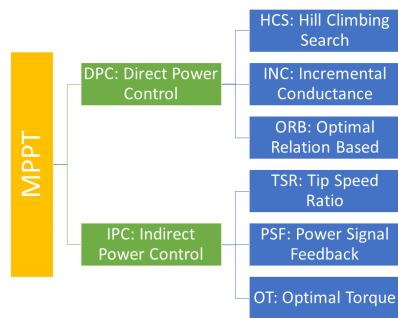 MPPT
DPC: Direct Power
Control
HCS: Hill Climbing
Search
INC: Incremental
Conductance
ORB: Optimal
Relation Based
IPC: Indirect
Power Control
TSR: Tip Speed
Ratio
PSF: Power Signal
Feedback
OT: Optimal Torque